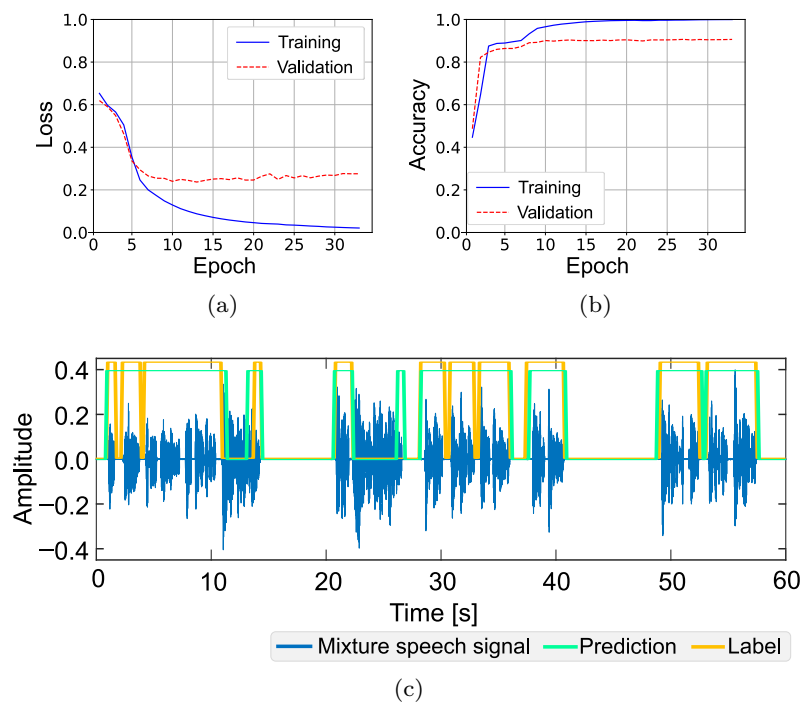 1.0
0.8
0.6
0.4
0.2
0.0
Loss
Training
Validation
0 5 10 15 20 25 30
Epoch
(a)
1.0
0.8
0.6
0.4
0.2
0.0
Accuracy
Training
Validation
0 5 10 15 20 25 30
Epoch
(b)
0.4
0.2
0.0
−0.2
−0.4
Amplitude
0 10 20 30 40 50 60
Time [s]
Mixture speech signal Prediction Label
(c)